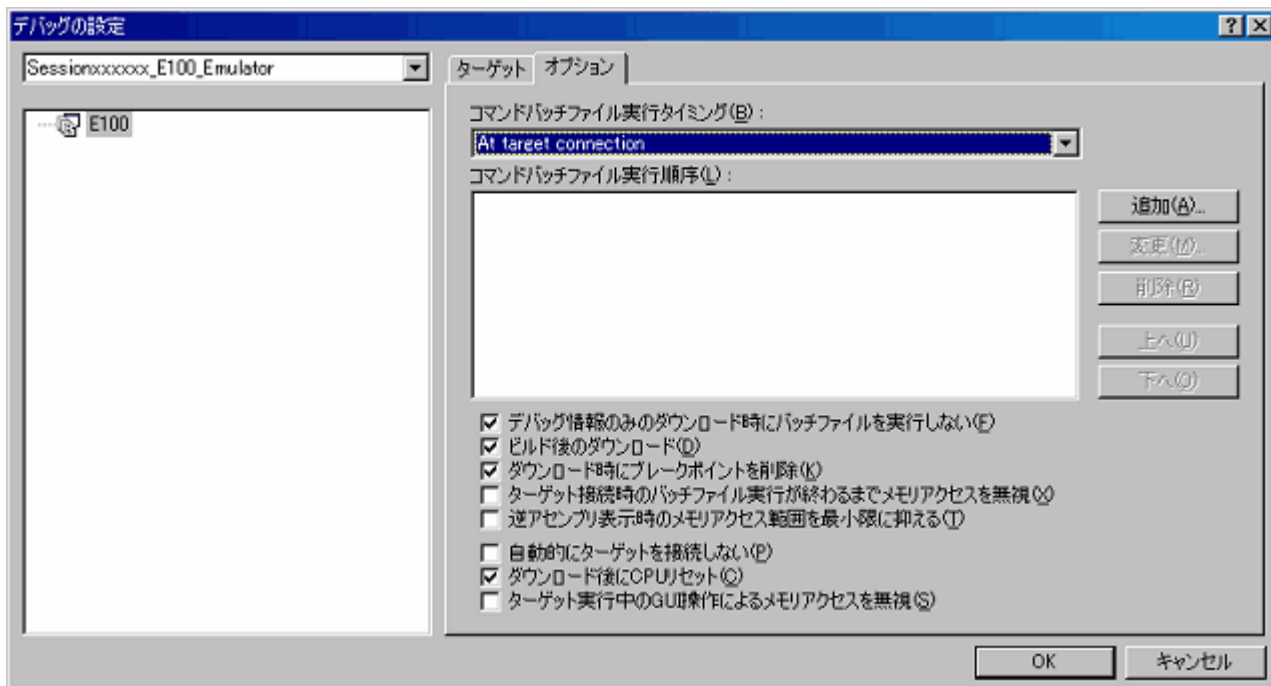 デバッグの設定
Sessionxxxxxx_E100_Emulator
E100
ターゲット オプション
コマンドバッチファイル実行タイミング(B) :
At target connection
コマンドバッチファイル実行順序(L) :
追加(A)...
変更(M)...
削除(R)
上へ(U)
下へ(O)
デバッグ情報のみのダウンロード時にバッチファイルを実行しない(F)
ビルド後のダウンロード(D)
ダウンロード時にブレークポイントを削除(K)
ターゲット接続時のバッチファイル実行が終わるまでメモリアクセスを無視(X)
逆アセンブリ表示時のメモリアクセス範囲を最小限に抑える(T)
自動的にターゲットを接続しない(P)
ダウンロード後にCPUリセット(C)
ターゲット実行中のGUI操作によるメモリアクセスを無視(S)
OK
キャンセル